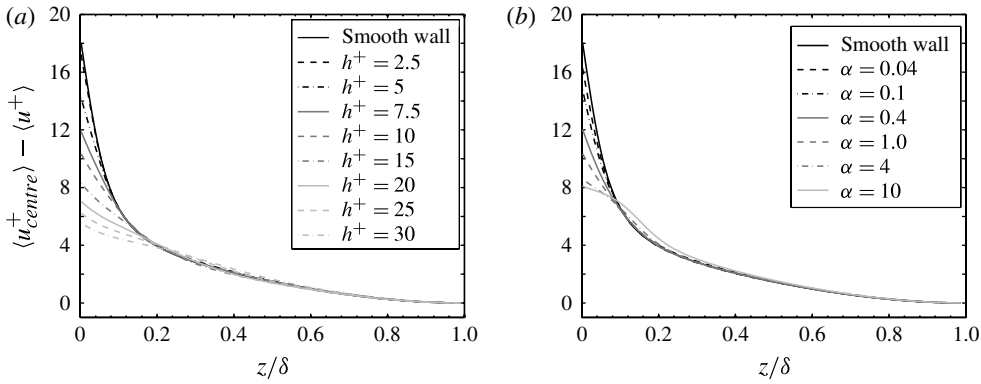 (a)
20
16
12
8
4
0
⟨u⁺centre⟩ − ⟨u⁺⟩
Smooth wall
h⁺ = 2.5
h⁺ = 5
h⁺ = 7.5
h⁺ = 10
h⁺ = 15
h⁺ = 20
h⁺ = 25
h⁺ = 30
0 0.2 0.4 0.6 0.8 1.0
z/δ
(b)
20
16
12
8
4
0
Smooth wall
α = 0.04
α = 0.1
α = 0.4
α = 1.0
α = 4
α = 10
0 0.2 0.4 0.6 0.8 1.0
z/δ